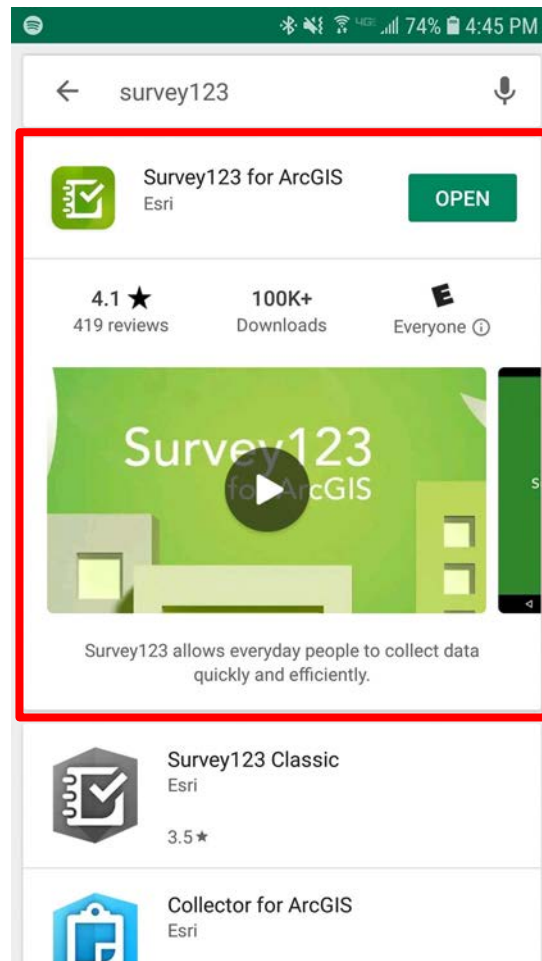 4G 74% 4:45 PM
survey123
Survey123 for ArcGIS
Esri
OPEN
4.1 ★
419 reviews
100K+
Downloads
E
Everyone
Survey123
for ArcGIS
S
Survey123 allows everyday people to collect data
quickly and efficiently.
Survey123 Classic
Esri
3.5 ★
Collector for ArcGIS
Esri